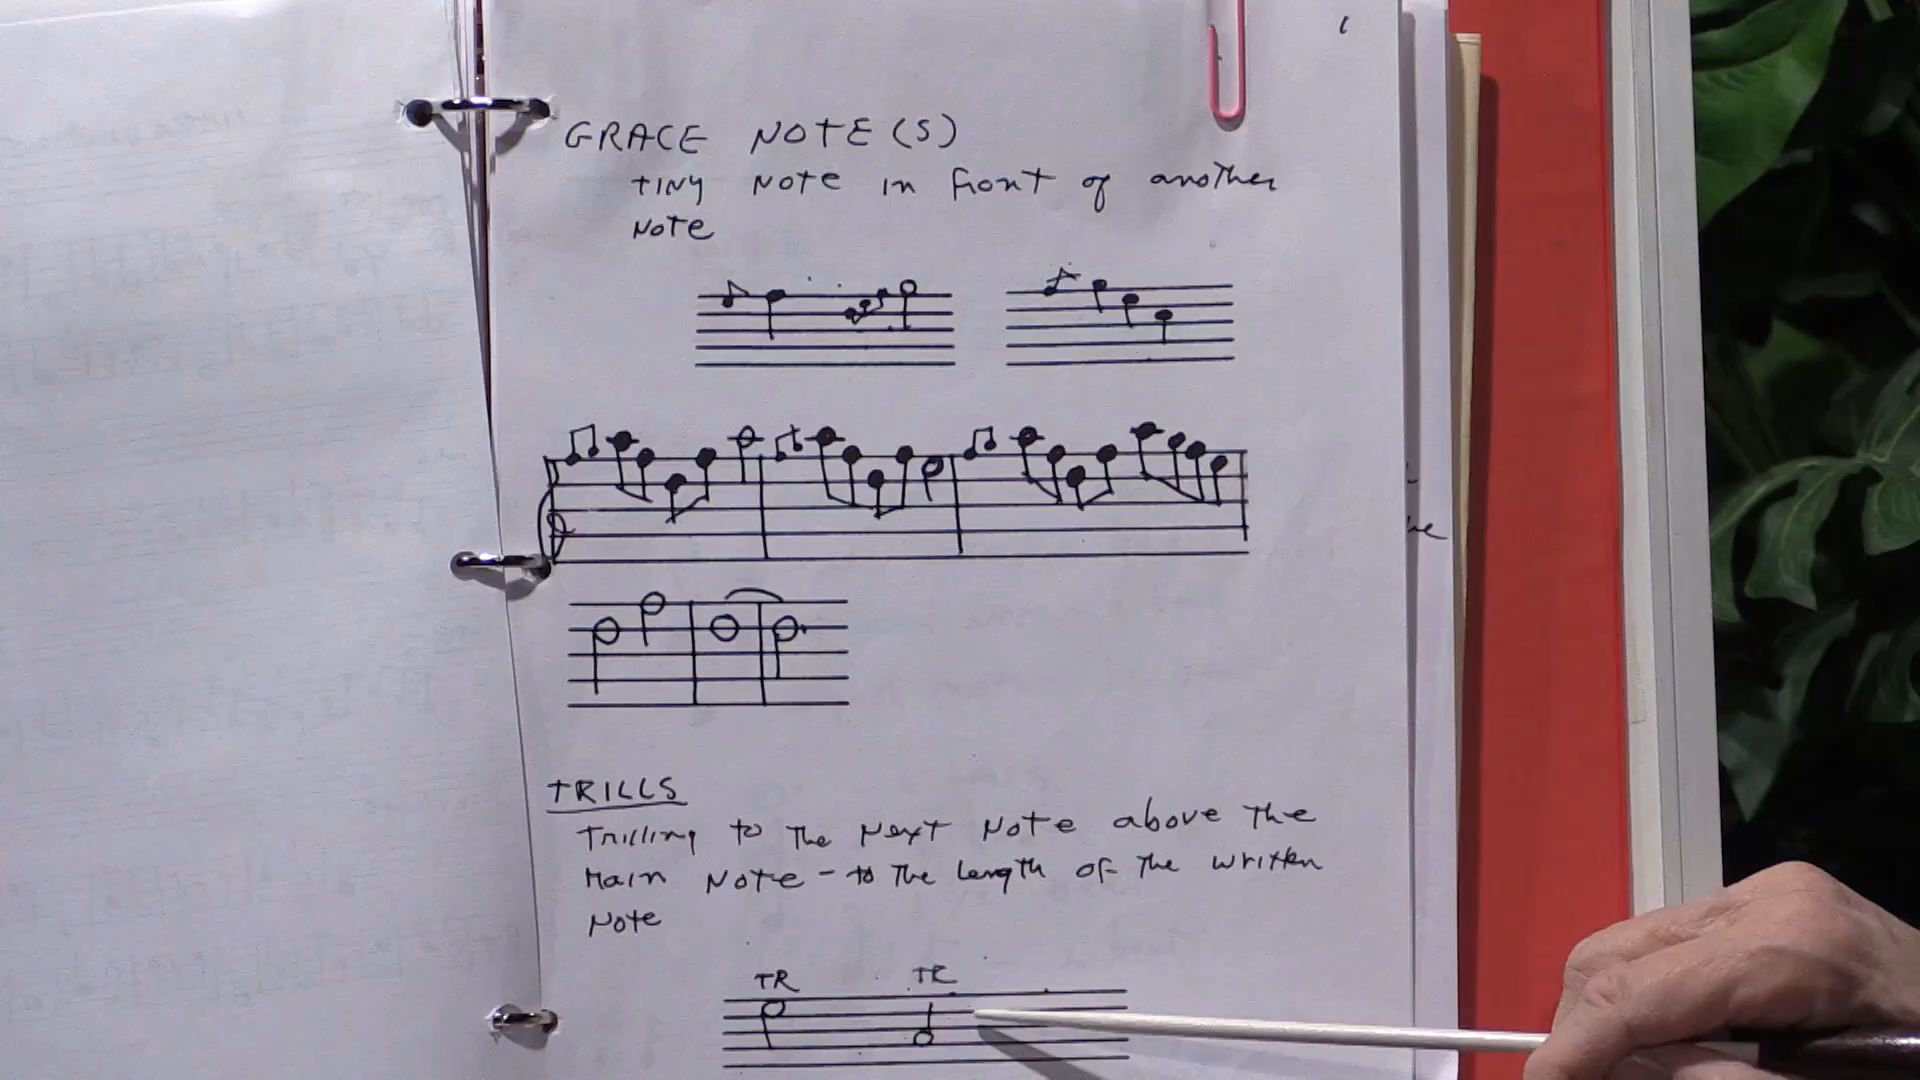 GRACE NOTE(S)
TINY NOTE IN front of another
NOTE
TRILLS
Trilling to The Next Note above The
Main Note - to The Length of The written
Note
TR TR